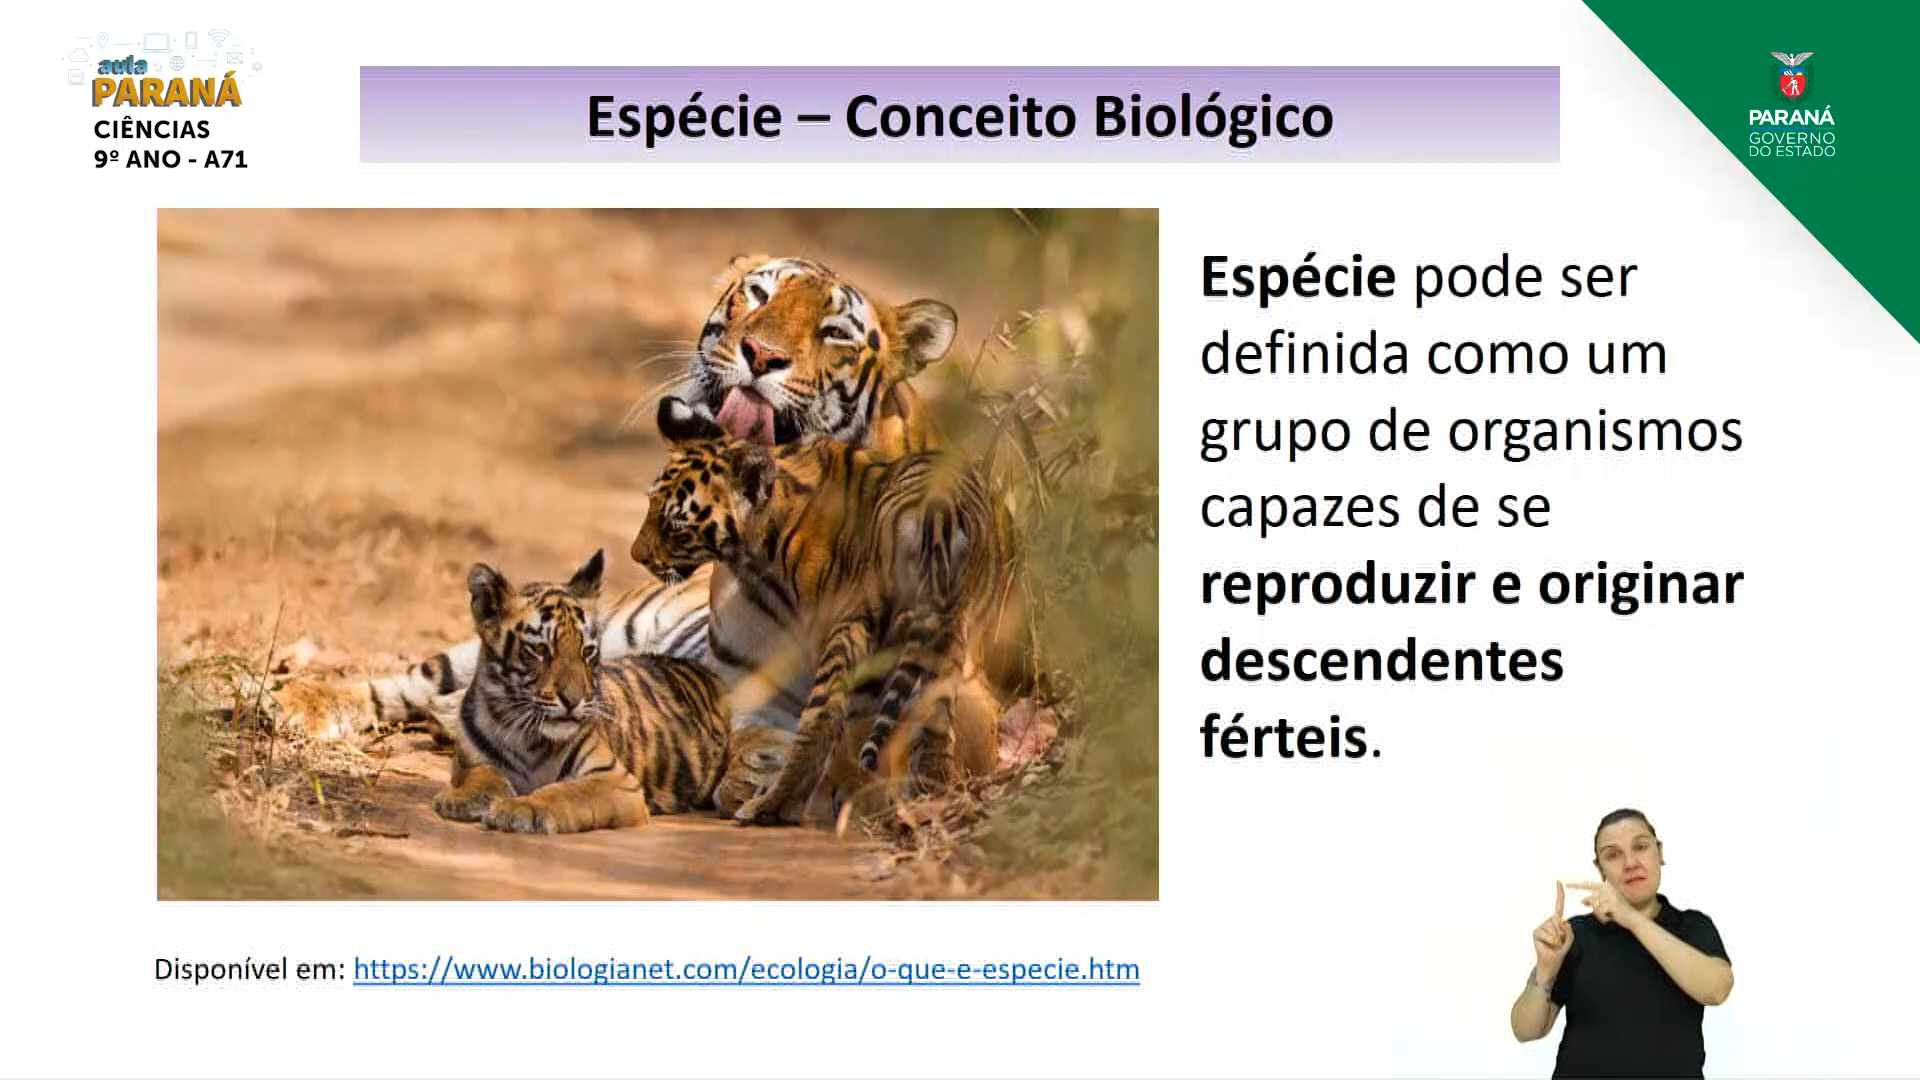 aula
PARANÁ
CIÊNCIAS
9º ANO - A71
Espécie – Conceito Biológico
PARANÁ
GOVERNO
DO ESTADO
Espécie pode ser
definida como um
grupo de organismos
capazes de se
reproduzir e originar
descendentes
férteis.
Disponível em: https://www.biologianet.com/ecologia/o-que-e-especie.htm